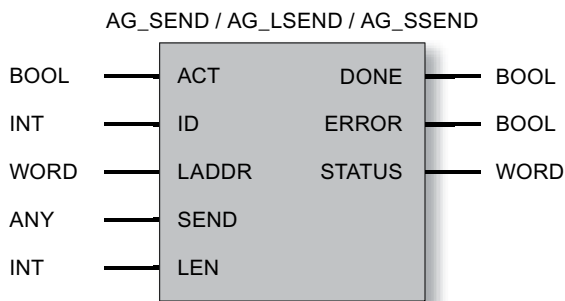 AG_SEND / AG_LSEND / AG_SSEND
BOOL ACT DONE BOOL
INT ID ERROR BOOL
WORD LADDR STATUS WORD
ANY SEND
INT LEN